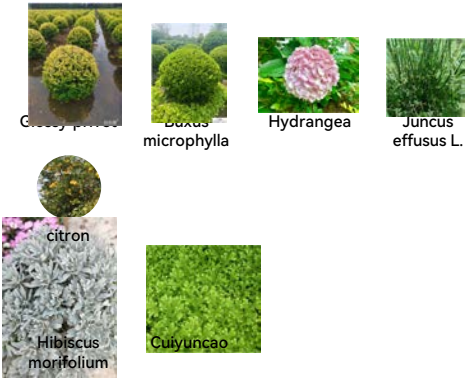 Glossy privet
Buxus
microphylla
Hydrangea
Juncus
effusus L.
citron
Hibiscus
morifolium
Cuiyuncao